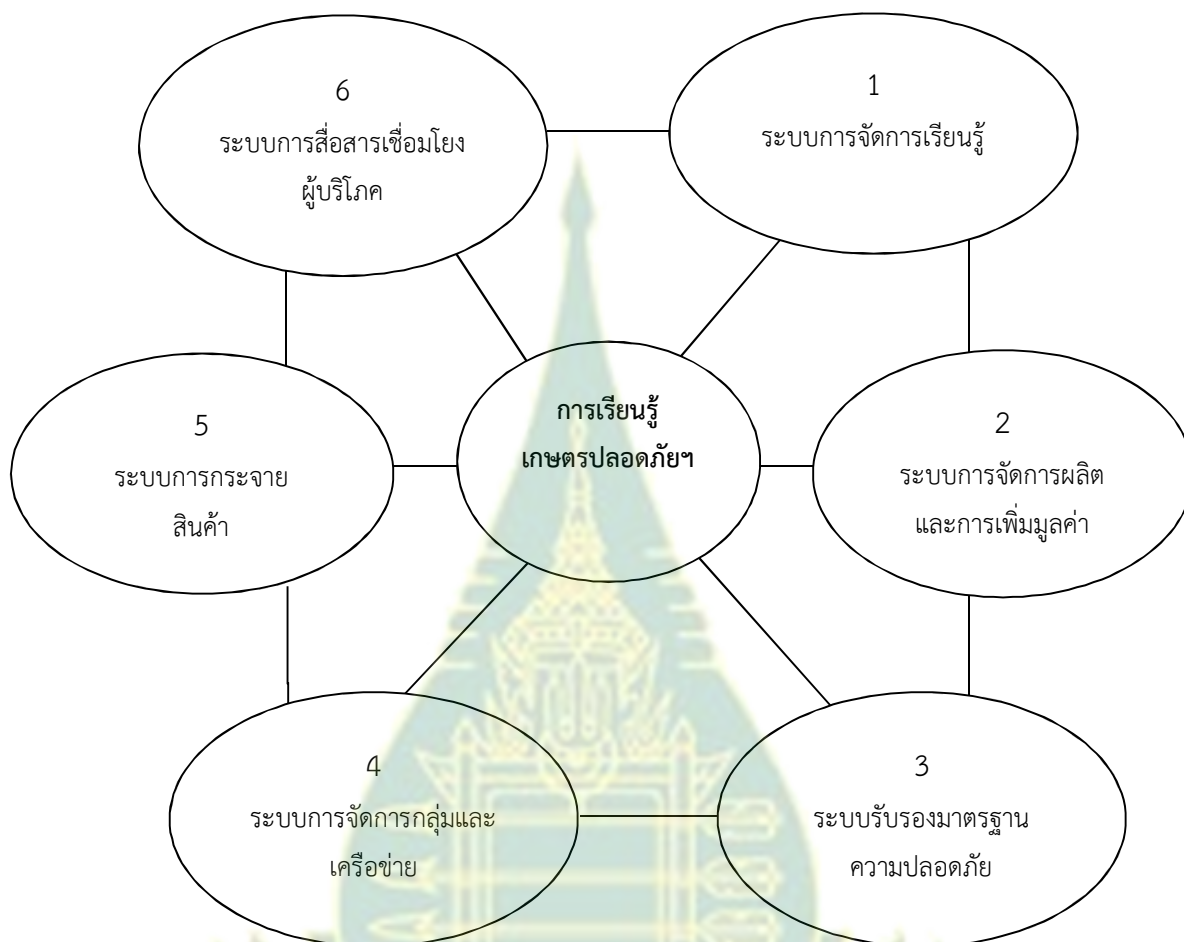 6
ระบบการสื่อสารเชื่อมโยง
ผู้บริโภค
1
ระบบการจัดการเรียนรู้
การเรียนรู้
เกษตรปลอดภัยฯ
5
ระบบการกระจาย
สินค้า
2
ระบบการจัดการผลิต
และการเพิ่มมูลค่า
4
ระบบการจัดการกลุ่มและ
เครือข่าย
3
ระบบรับรองมาตรฐาน
ความปลอดภัย